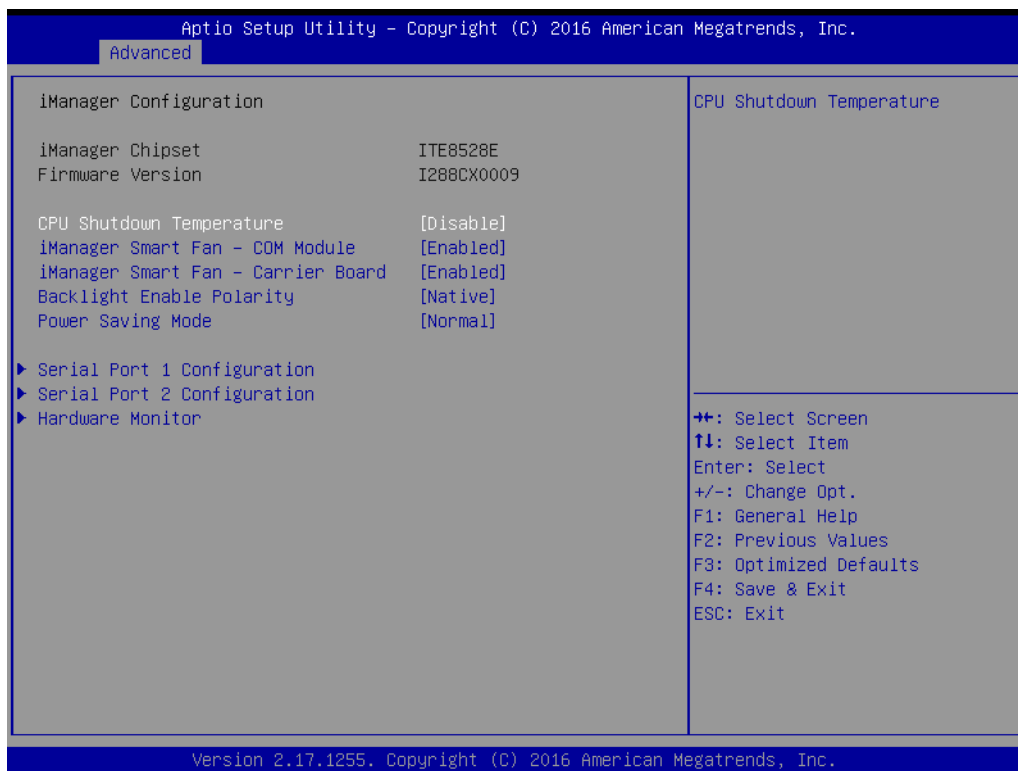 Aptio Setup Utility – Copyright (C) 2016 American Megatrends, Inc.
Advanced
iManager Configuration
iManager Chipset ITE8528E
Firmware Version I288CX0009
CPU Shutdown Temperature [Disable]
iManager Smart Fan – COM Module [Enabled]
iManager Smart Fan – Carrier Board [Enabled]
Backlight Enable Polarity [Native]
Power Saving Mode [Normal]
Serial Port 1 Configuration
Serial Port 2 Configuration
Hardware Monitor
CPU Shutdown Temperature
→←: Select Screen
↑↓: Select Item
Enter: Select
+/-: Change Opt.
F1: General Help
F2: Previous Values
F3: Optimized Defaults
F4: Save & Exit
ESC: Exit
Version 2.17.1255. Copyright (C) 2016 American Megatrends, Inc.